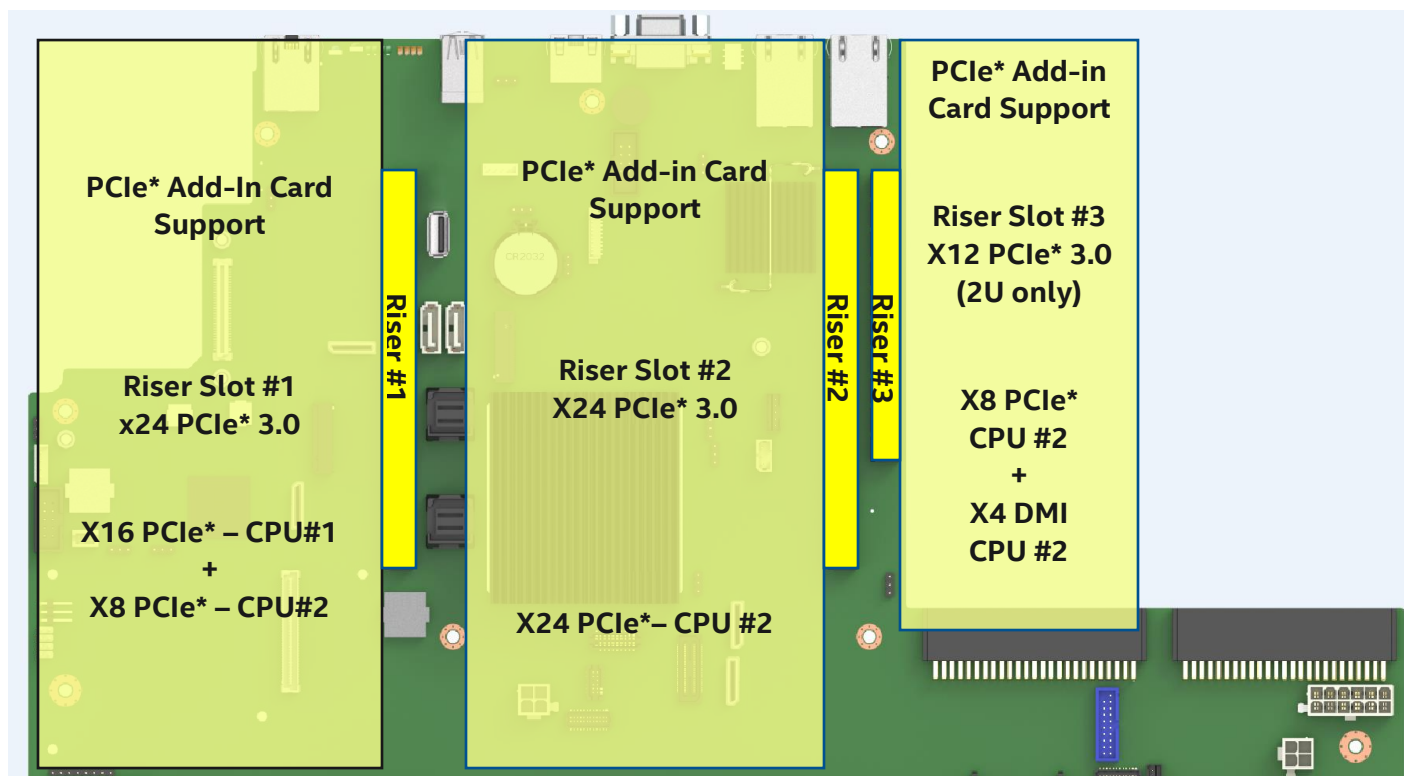 PCIe* Add-In Card
Support
Riser Slot #1
x24 PCIe* 3.0
X16 PCIe* – CPU#1
+
X8 PCIe* – CPU#2
Riser #1
PCIe* Add-in Card
Support
CR2032
Riser Slot #2
X24 PCIe* 3.0
X24 PCIe*– CPU #2
Riser #2
Riser #3
PCIe* Add-in
Card Support
Riser Slot #3
X12 PCIe* 3.0
(2U only)
X8 PCIe*
CPU #2
+
X4 DMI
CPU #2